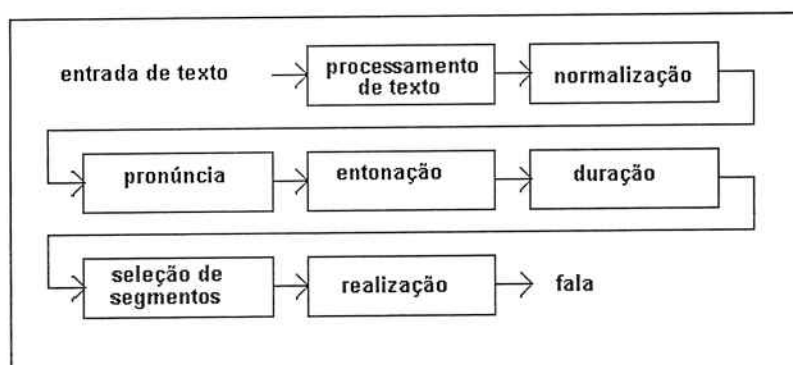 entrada de texto
processamento
de texto
normalização
pronúncia
entonação
duração
seleção de
segmentos
realização
fala